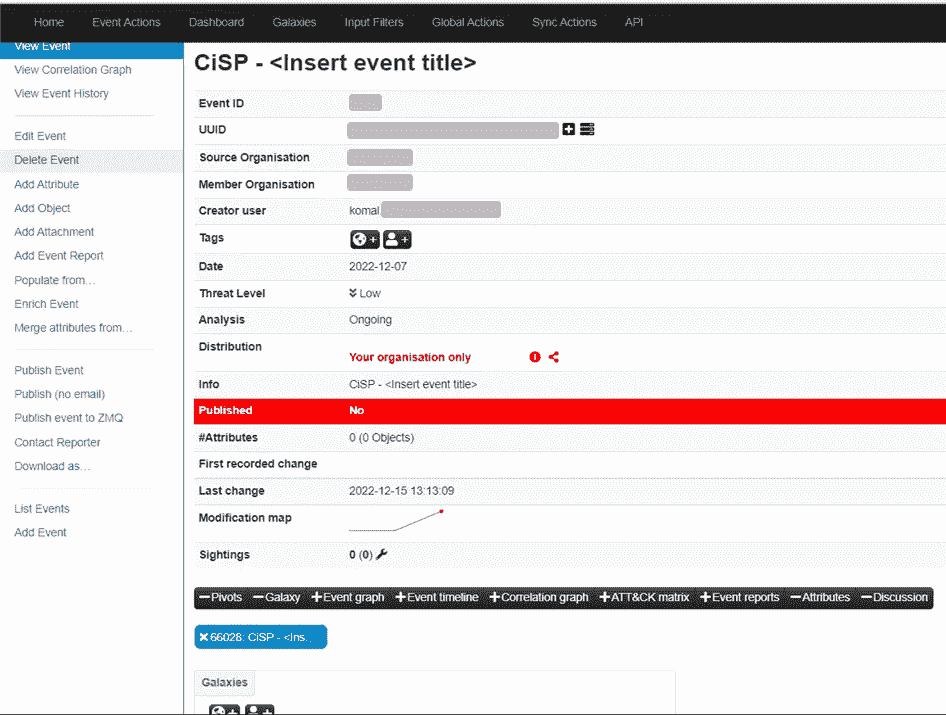 Home Event Actions Dashboard Galaxies Input Filters Global Actions Sync Actions API
View Event
View Correlation Graph
View Event History
Edit Event
Delete Event
Add Attribute
Add Object
Add Attachment
Add Event Report
Populate from...
Enrich Event
Merge attributes from...
Publish Event
Publish (no email)
Publish event to ZMQ
Contact Reporter
Download as...
List Events
Add Event
CiSP - <Insert event title>
Event ID
UUID
Source Organisation
Member Organisation
Creator user komal
Tags
Date 2022-12-07
Threat Level Low
Analysis Ongoing
Distribution
Your organisation only
Info CiSP - <Insert event title>
Published No
#Attributes 0 (0 Objects)
First recorded change
Last change 2022-12-15 13:13:09
Modification map
Sightings 0 (0)
Pivots Galaxy Event graph Event timeline Correlation graph ATT&CK matrix Event reports Attributes Discussion
66028: CiSP - <Ins...
Galaxies